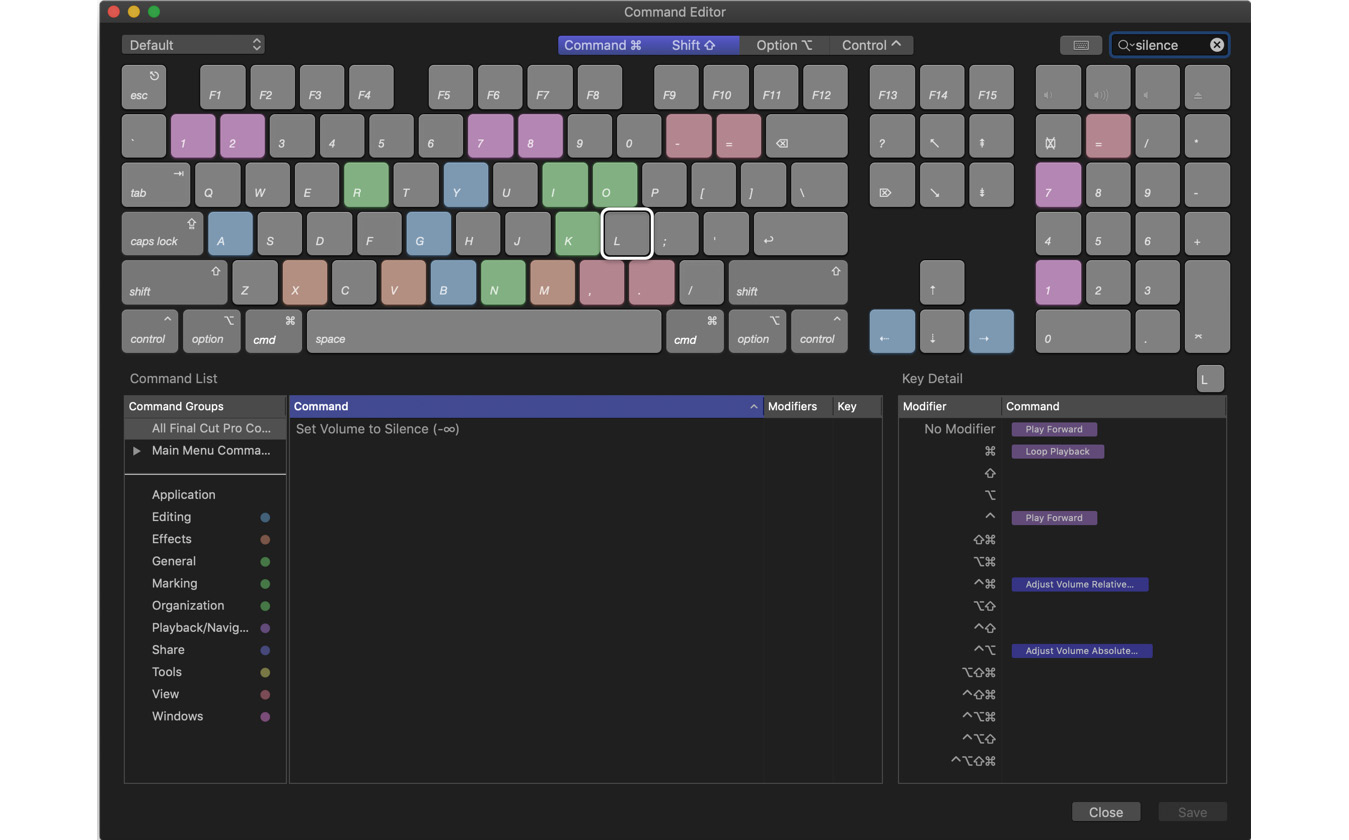 Command Editor
Default
Command ⌘ Shift ⇧ Option ⌥ Control ^
silence
esc F1 F2 F3 F4 F5 F6 F7 F8 F9 F10 F11 F12 F13 F14 F15
1 2 3 4 5 6 7 8 9 0 - = ⌫ ? ↖ ⇞ = / *
tab ⇥ Q W E R T Y U I O P [ ] \ ⌦ ↘ ⇟ 7 8 9 -
caps lock ⇪ A S D F G H J K L ; ' ↩ 4 5 6 +
shift ⇧ Z X C V B N M , . / shift ⇧ ↑ 1 2 3
control ^ option ⌥ cmd ⌘ space cmd ⌘ option ⌥ control ^ ← ↓ → 0 . ⌤
Command List
Key Detail
L
Command Groups
Command Modifiers Key
Modifier Command
All Final Cut Pro Co...
Main Menu Comma...
Application
Editing
Effects
General
Marking
Organization
Playback/Navig...
Share
Tools
View
Windows
Set Volume to Silence (-∞)
No Modifier Play Forward
⌘ Loop Playback
⇧
⌥
^ Play Forward
⇧⌘
⌥⌘
^⌘ Adjust Volume Relative...
⌥⇧
^⇧
^⌥ Adjust Volume Absolute...
⌥⇧⌘
^⇧⌘
^⌥⌘
^⌥⇧
^⌥⇧⌘
Close
Save